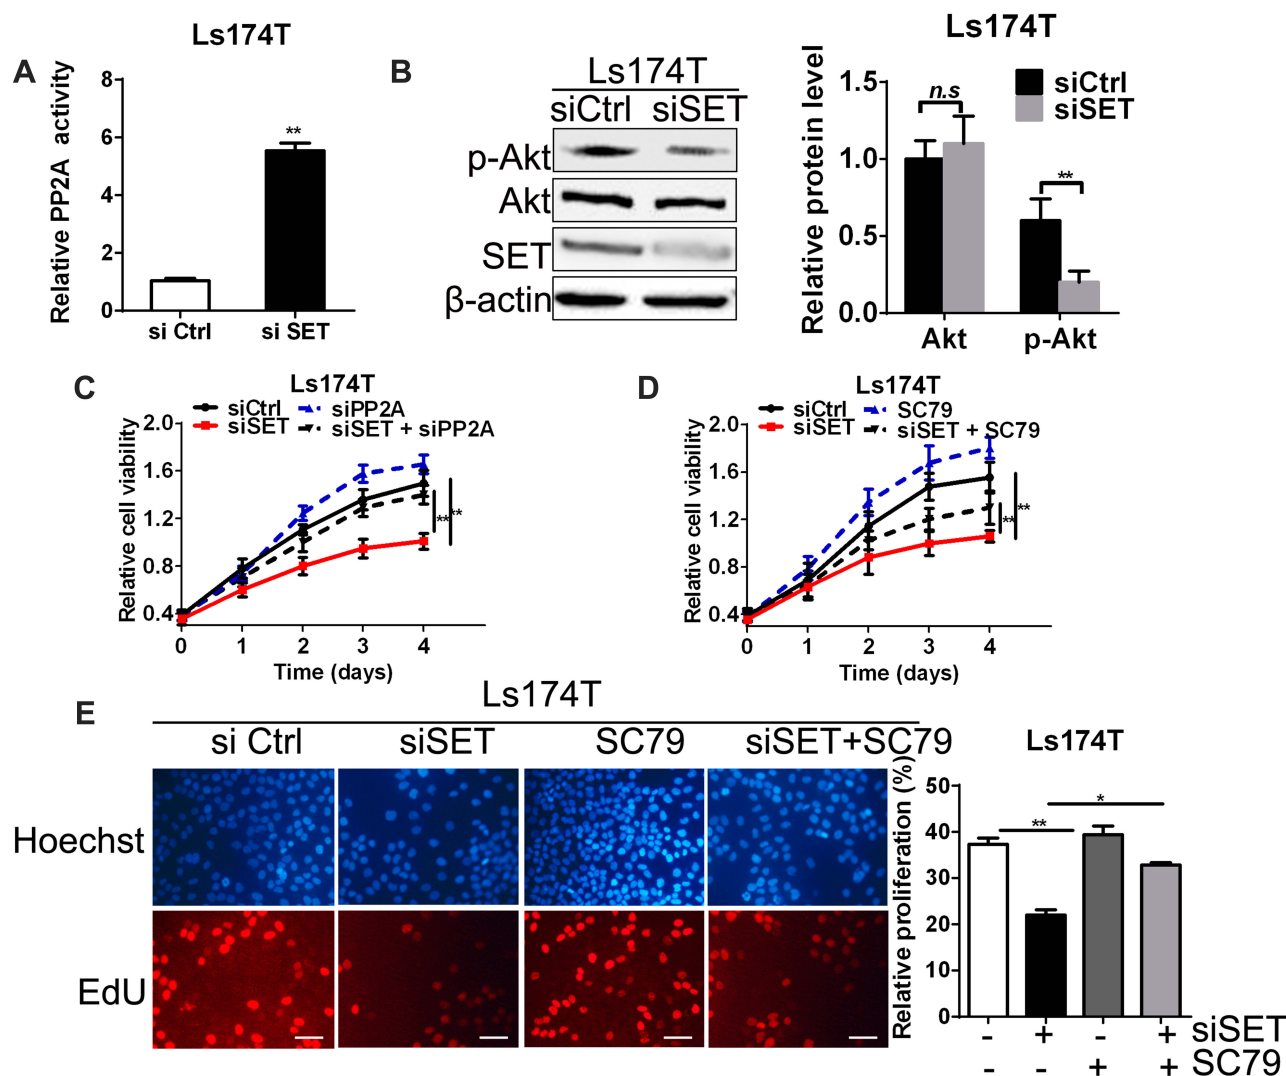 A
Ls174T
Relative PP2A activity
8
6
4
2
0
**
si Ctrl
si SET
B
Ls174T
siCtrl siSET
p-Akt
Akt
SET
β-actin
Ls174T
Relative protein level
1.5
1.0
0.5
0.0
n.s
**
siCtrl
siSET
Akt
p-Akt
C
Ls174T
siCtrl siPP2A
siSET siSET + siPP2A
Relative cell viability
2.0
1.6
1.2
0.8
0.4
**
**
0 1 2 3 4
Time (days)
D
Ls174T
siCtrl SC79
siSET siSET + SC79
Relative cell viability
2.0
1.6
1.2
0.8
0.4
**
**
0 1 2 3 4
Time (days)
E
Ls174T
si Ctrl siSET SC79 siSET+SC79
Hoechst
EdU
Ls174T
Relative proliferation (%)
50
40
30
20
10
0
*
**
- + - + siSET
- - + + SC79